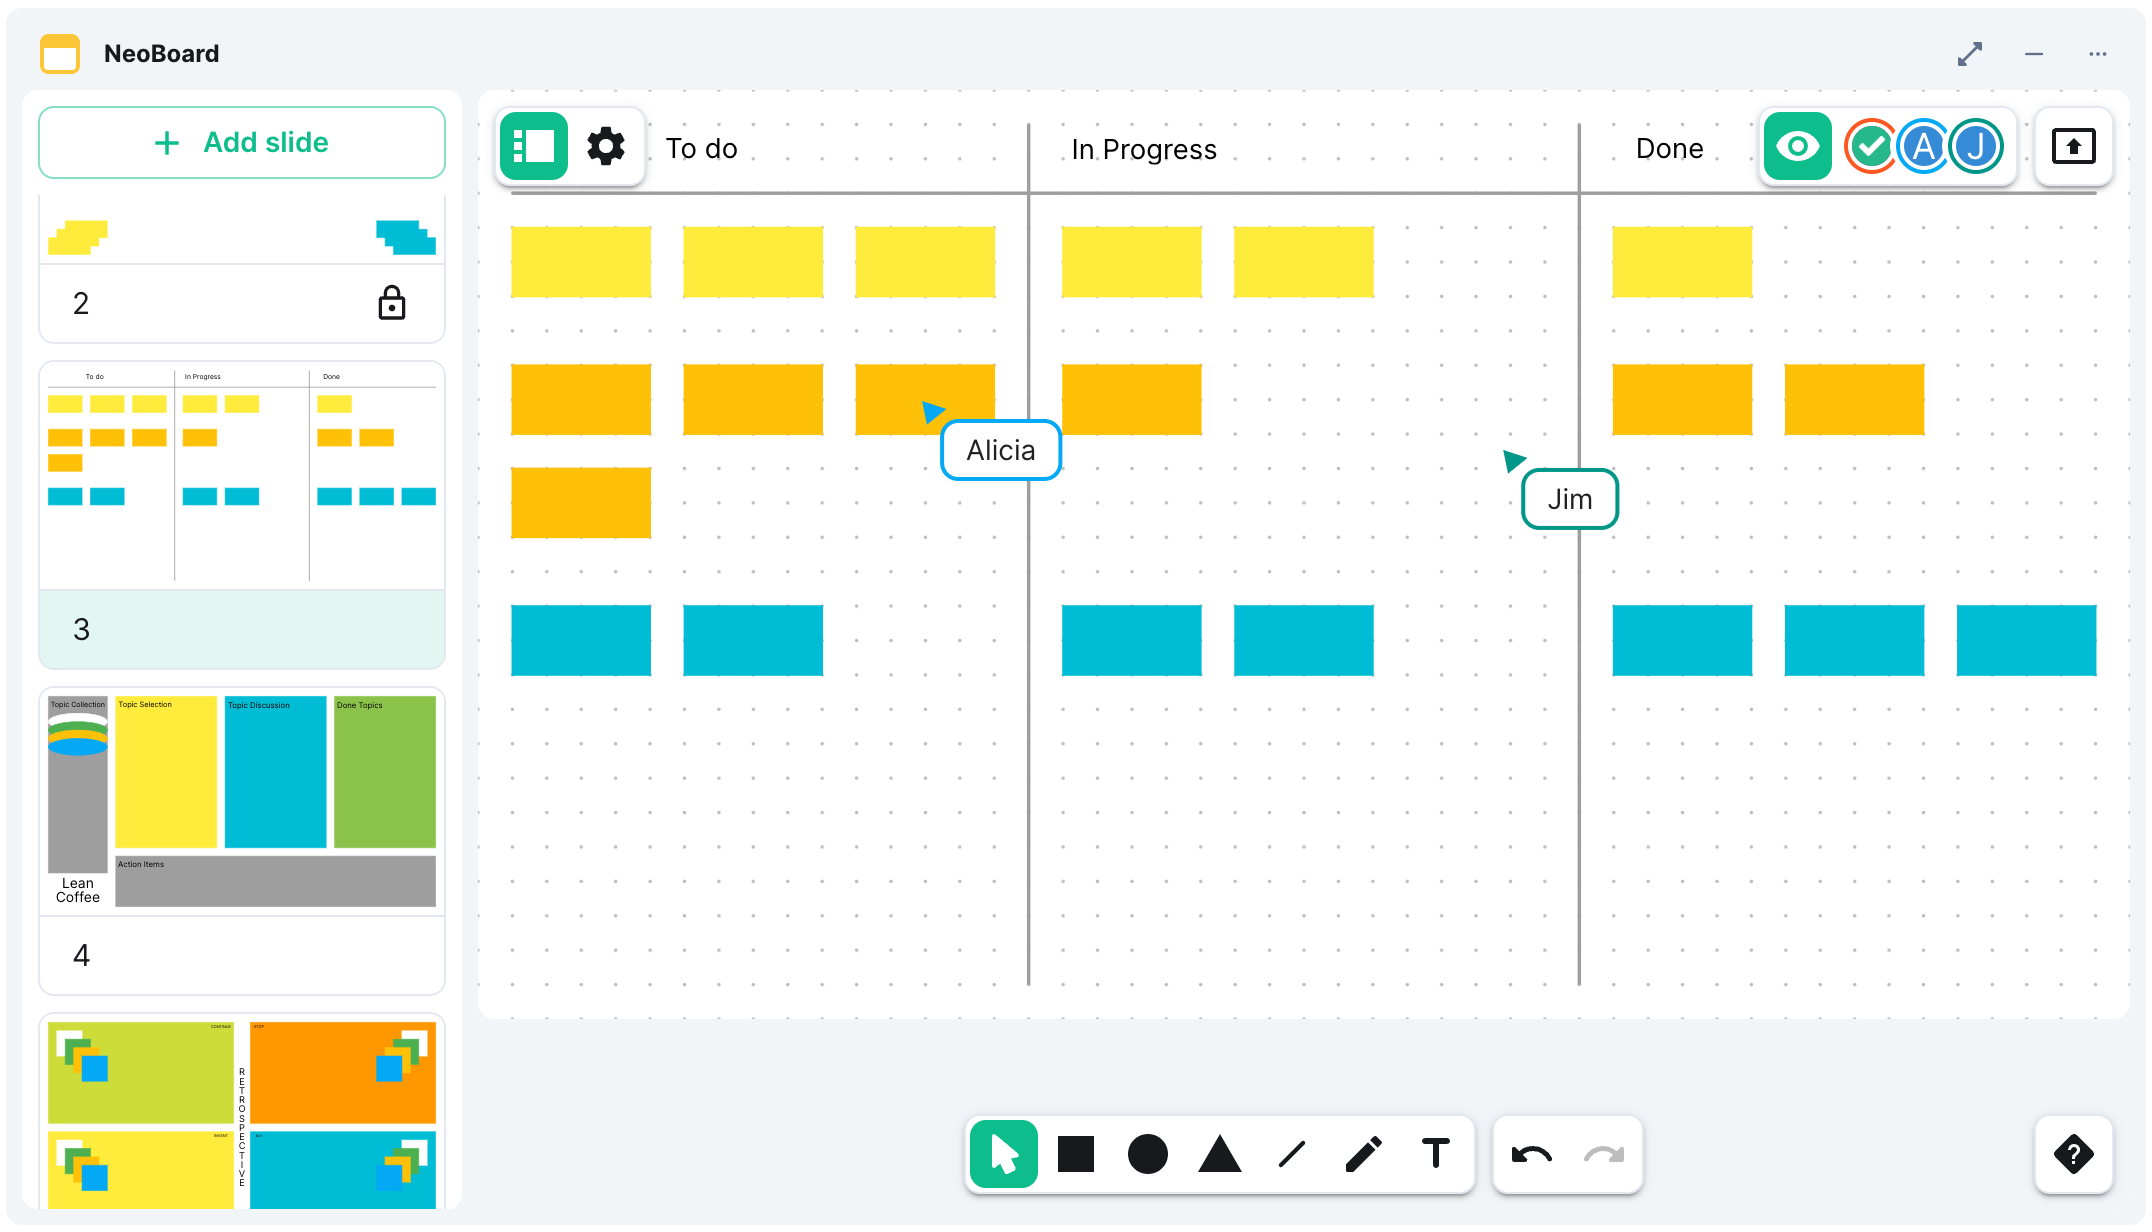 NeoBoard
Add slide
2
To do
In Progress
Done
3
Topic Collection
Topic Selection
Topic Discussion
Done Topics
Action Items
Lean
Coffee
4
CONTINUE
STOP
RETROSPECTIVE
INVENT
To do
In Progress
Done
A
J
Alicia
Jim
T
?